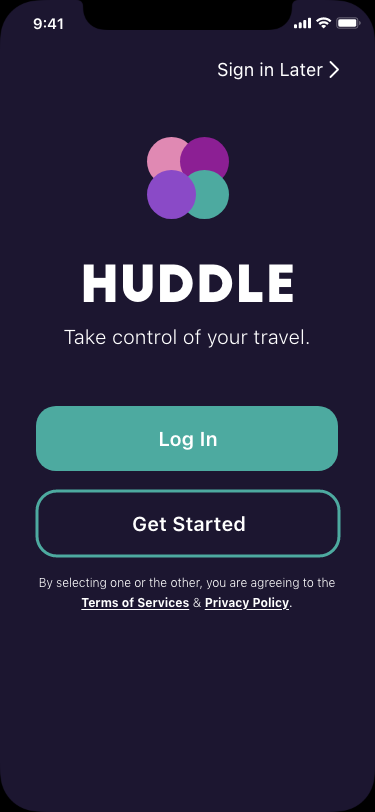 9:41
Sign in Later
HUDDLE
Take control of your travel.
Log In
Get Started
By selecting one or the other, you are agreeing to the
Terms of Services & Privacy Policy.